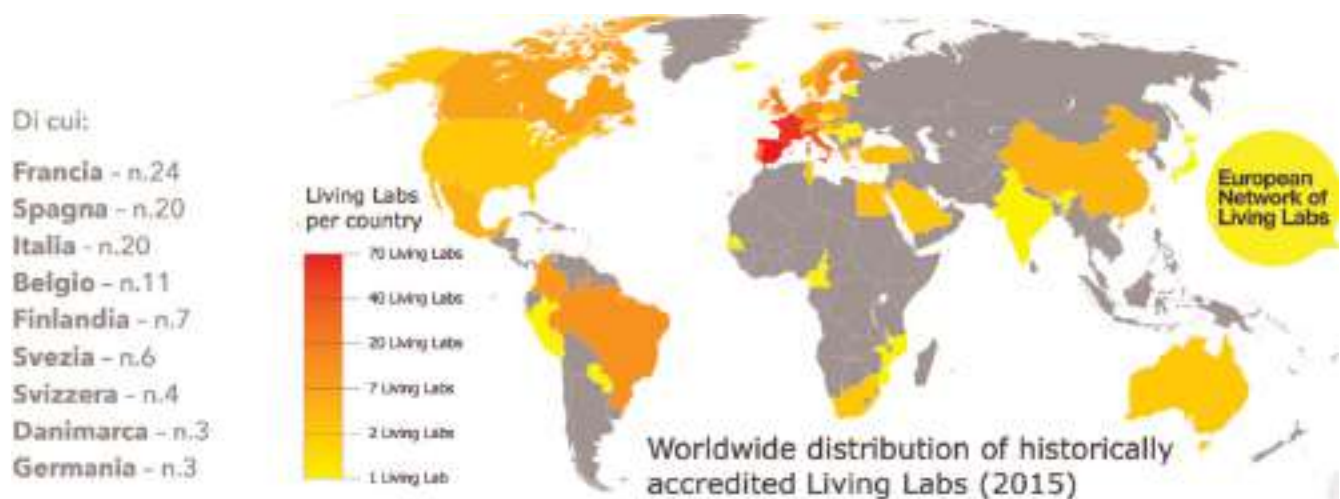 Di cui:
Francia - n.24
Spagna - n.20
Italia - n.20
Belgio - n.11
Finlandia - n.7
Svezia - n.6
Svizzera - n.4
Danimarca - n.3
Germania - n.3
Living Labs
per country
70 Living Labs
40 Living Labs
20 Living Labs
7 Living Labs
2 Living Labs
1 Living Lab
Worldwide distribution of historically
accredited Living Labs (2015)
European
Network of
Living Labs